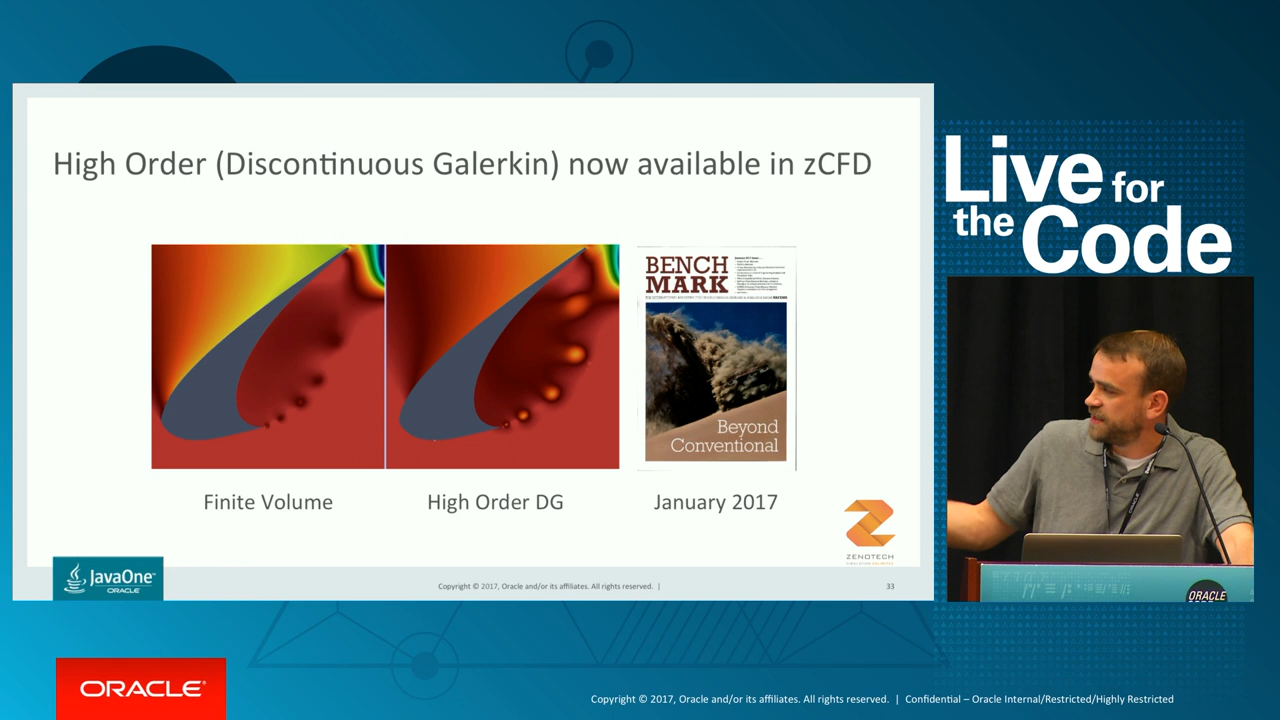 High Order (Discontinuous Galerkin) now available in zCFD
BENCH
MARK
Beyond
Conventional
Finite Volume
High Order DG
January 2017
ZENOTECH
JavaOne™
ORACLE
Copyright © 2017, Oracle and/or its affiliates. All rights reserved. |
33
Live for
the Code
ORACLE
ORACLE®
Copyright © 2017, Oracle and/or its affiliates. All rights reserved. | Confidential – Oracle Internal/Restricted/Highly Restricted